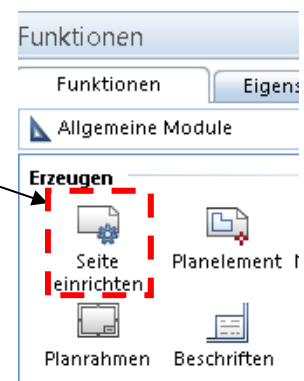 Funktionen
Funktionen Eigens
Allgemeine Module
Erzeugen
Seite
einrichten
Planelement
Planrahmen Beschriften